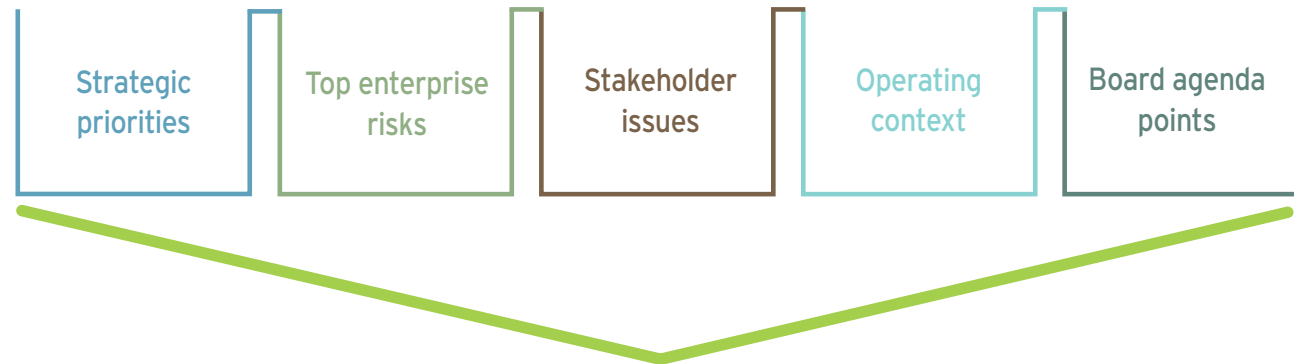 Strategic
priorities
Top enterprise
risks
Stakeholder
issues
Operating
context
Board agenda
points